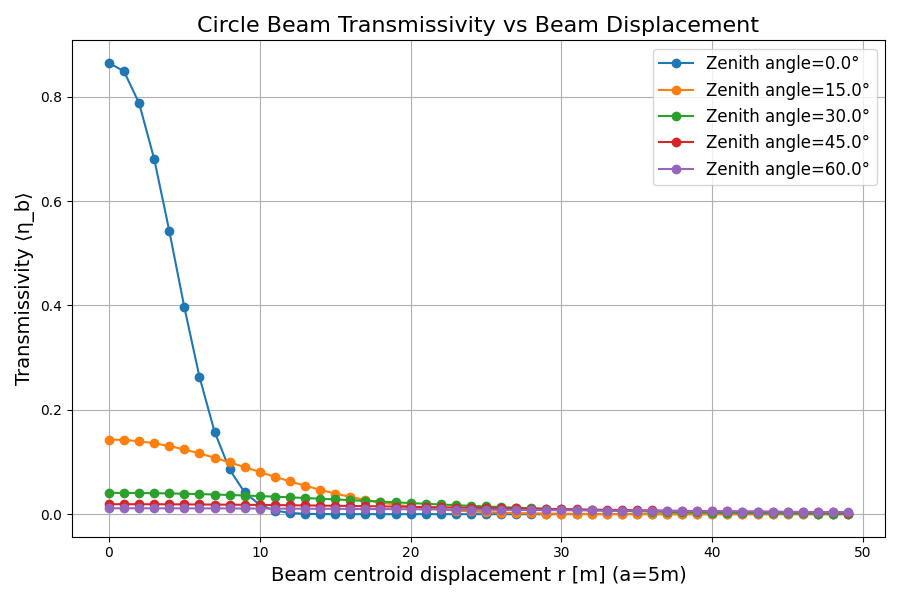 Circle Beam Transmissivity vs Beam Displacement
Transmissivity ⟨η_b⟩
0.8
0.6
0.4
0.2
0.0
0
10
20
30
40
50
Beam centroid displacement r [m] (a=5m)
Zenith angle=0.0°
Zenith angle=15.0°
Zenith angle=30.0°
Zenith angle=45.0°
Zenith angle=60.0°